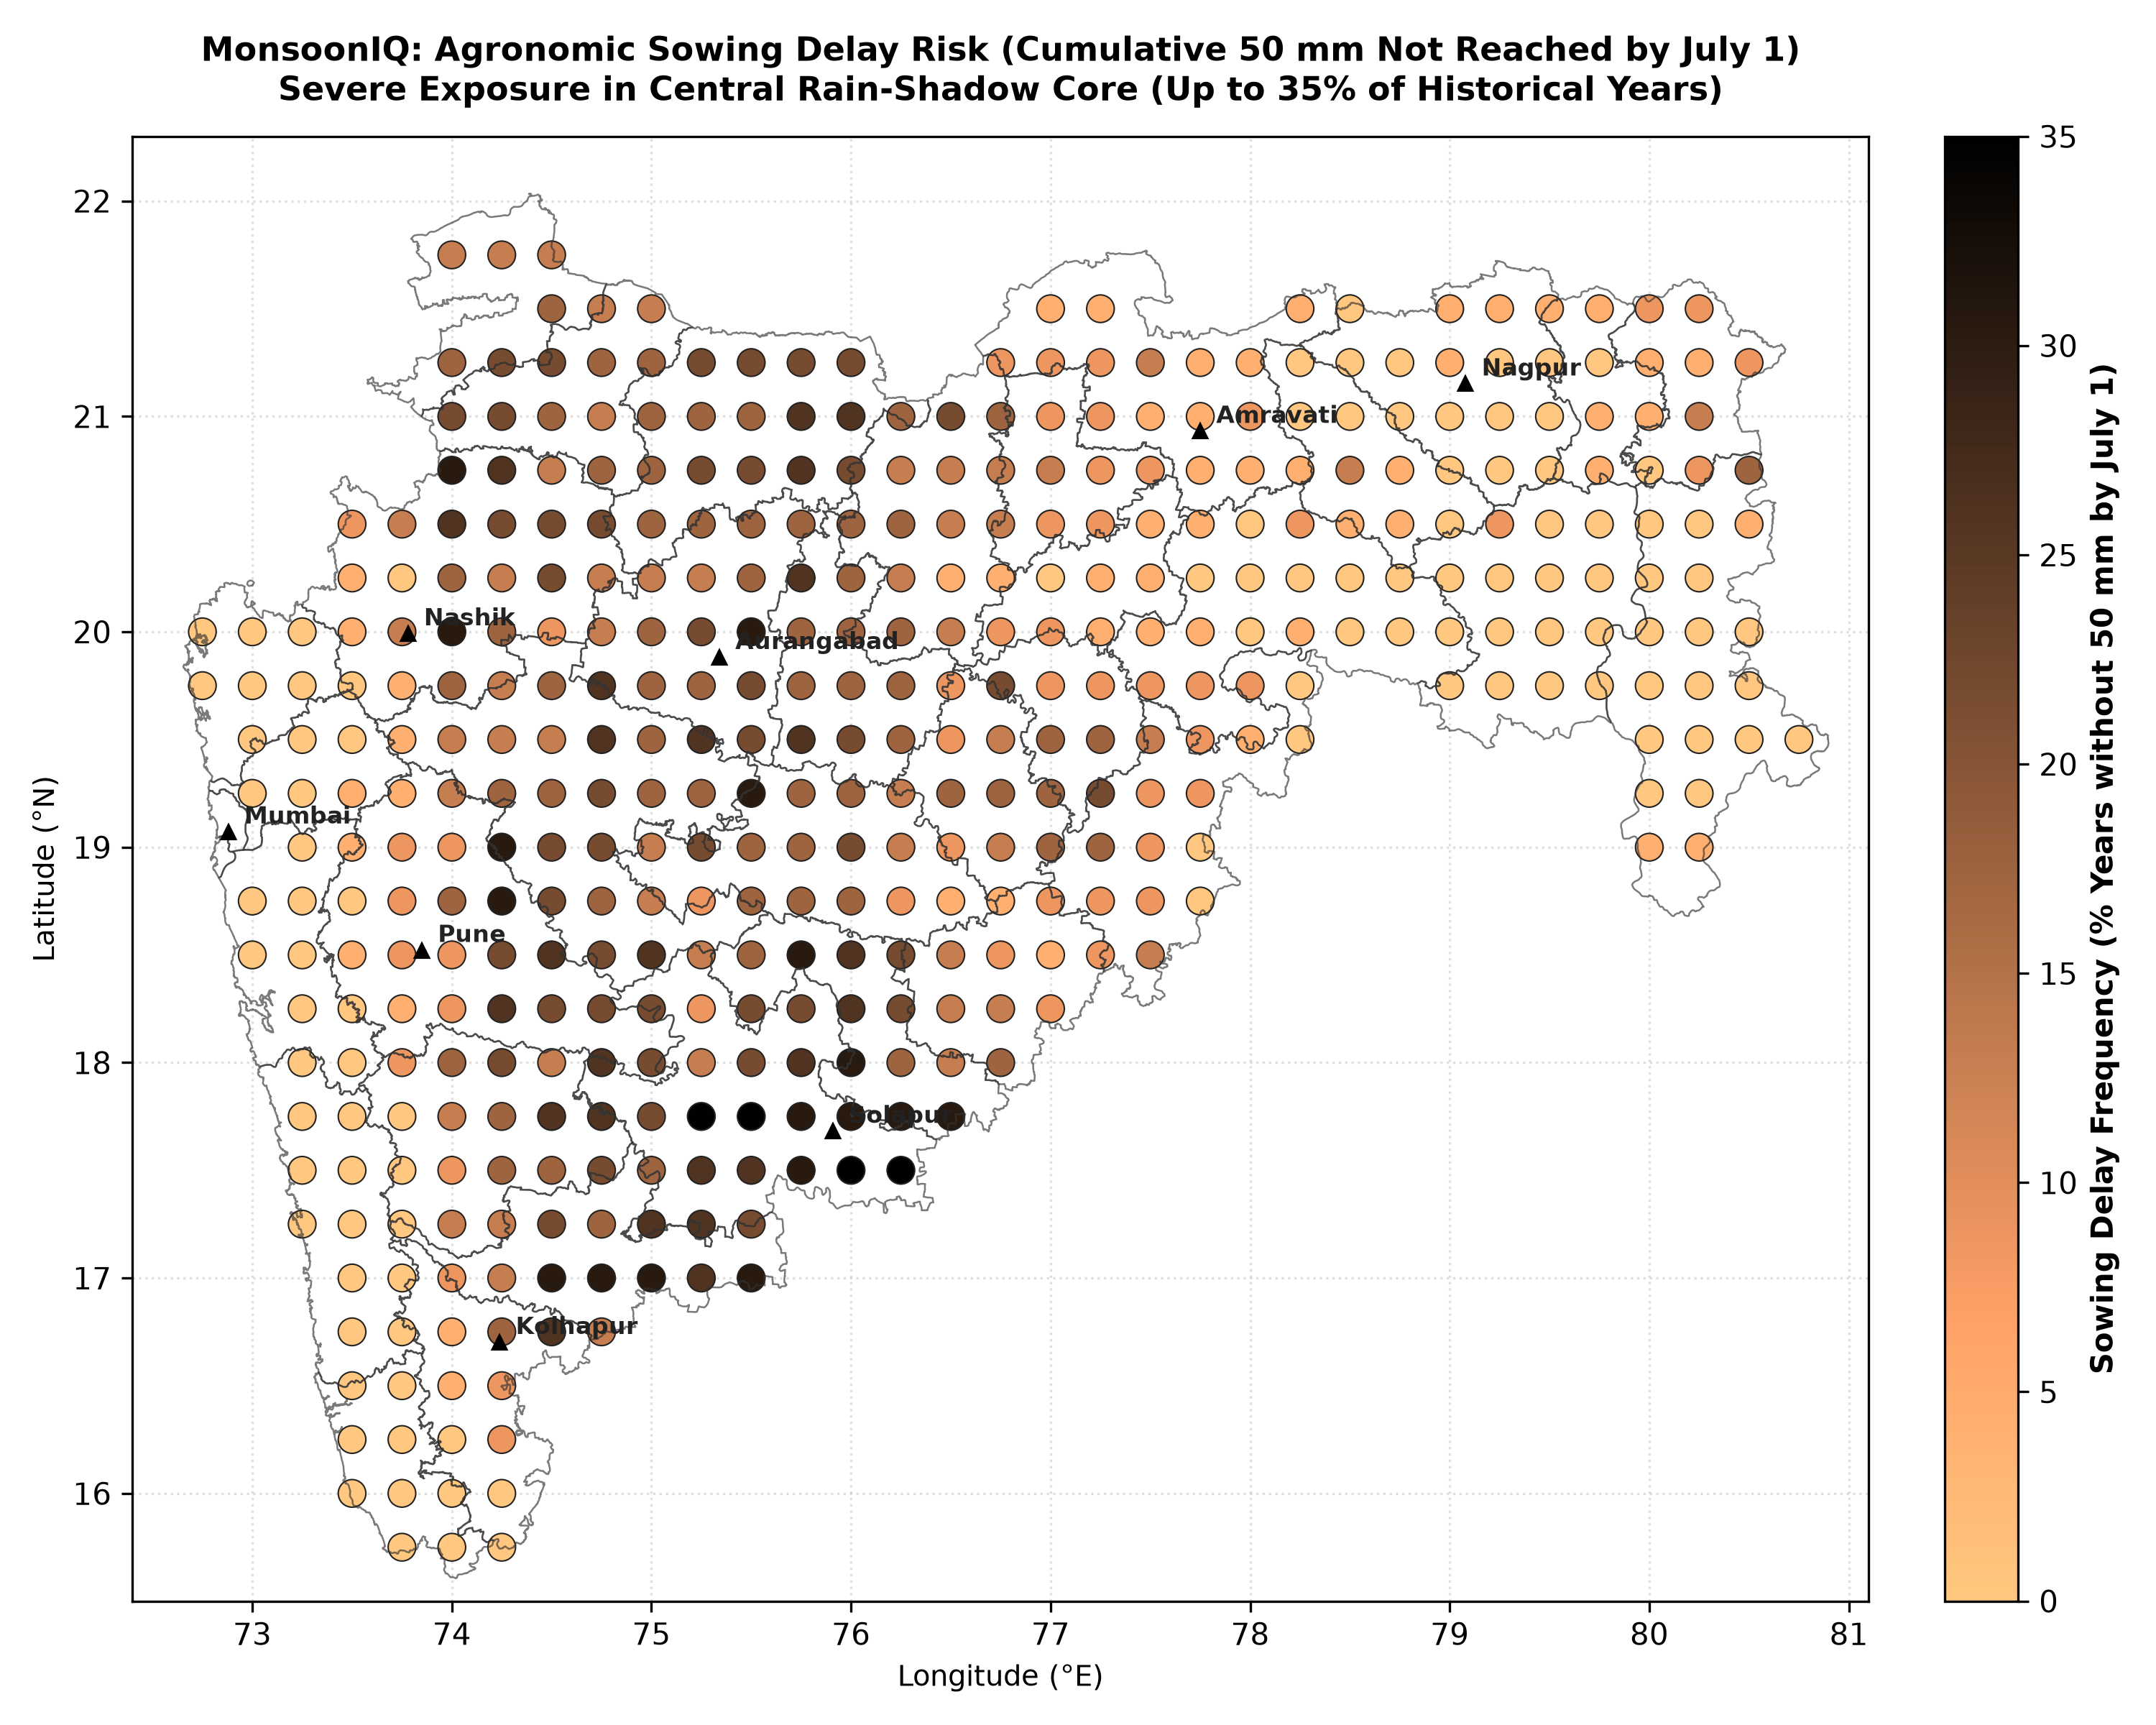 MonsoonIQ: Agronomic Sowing Delay Risk (Cumulative 50 mm Not Reached by July 1)
Severe Exposure in Central Rain-Shadow Core (Up to 35% of Historical Years)
22
21
20
19
18
17
16
Latitude (°N)
Nagpur
Amravati
Nashik
Aurangabad
Mumbai
Pune
Solapur
Kolhapur
73
74
75
76
77
78
79
80
81
Longitude (°E)
35
30
25
20
15
10
5
0
Sowing Delay Frequency (% Years without 50 mm by July 1)